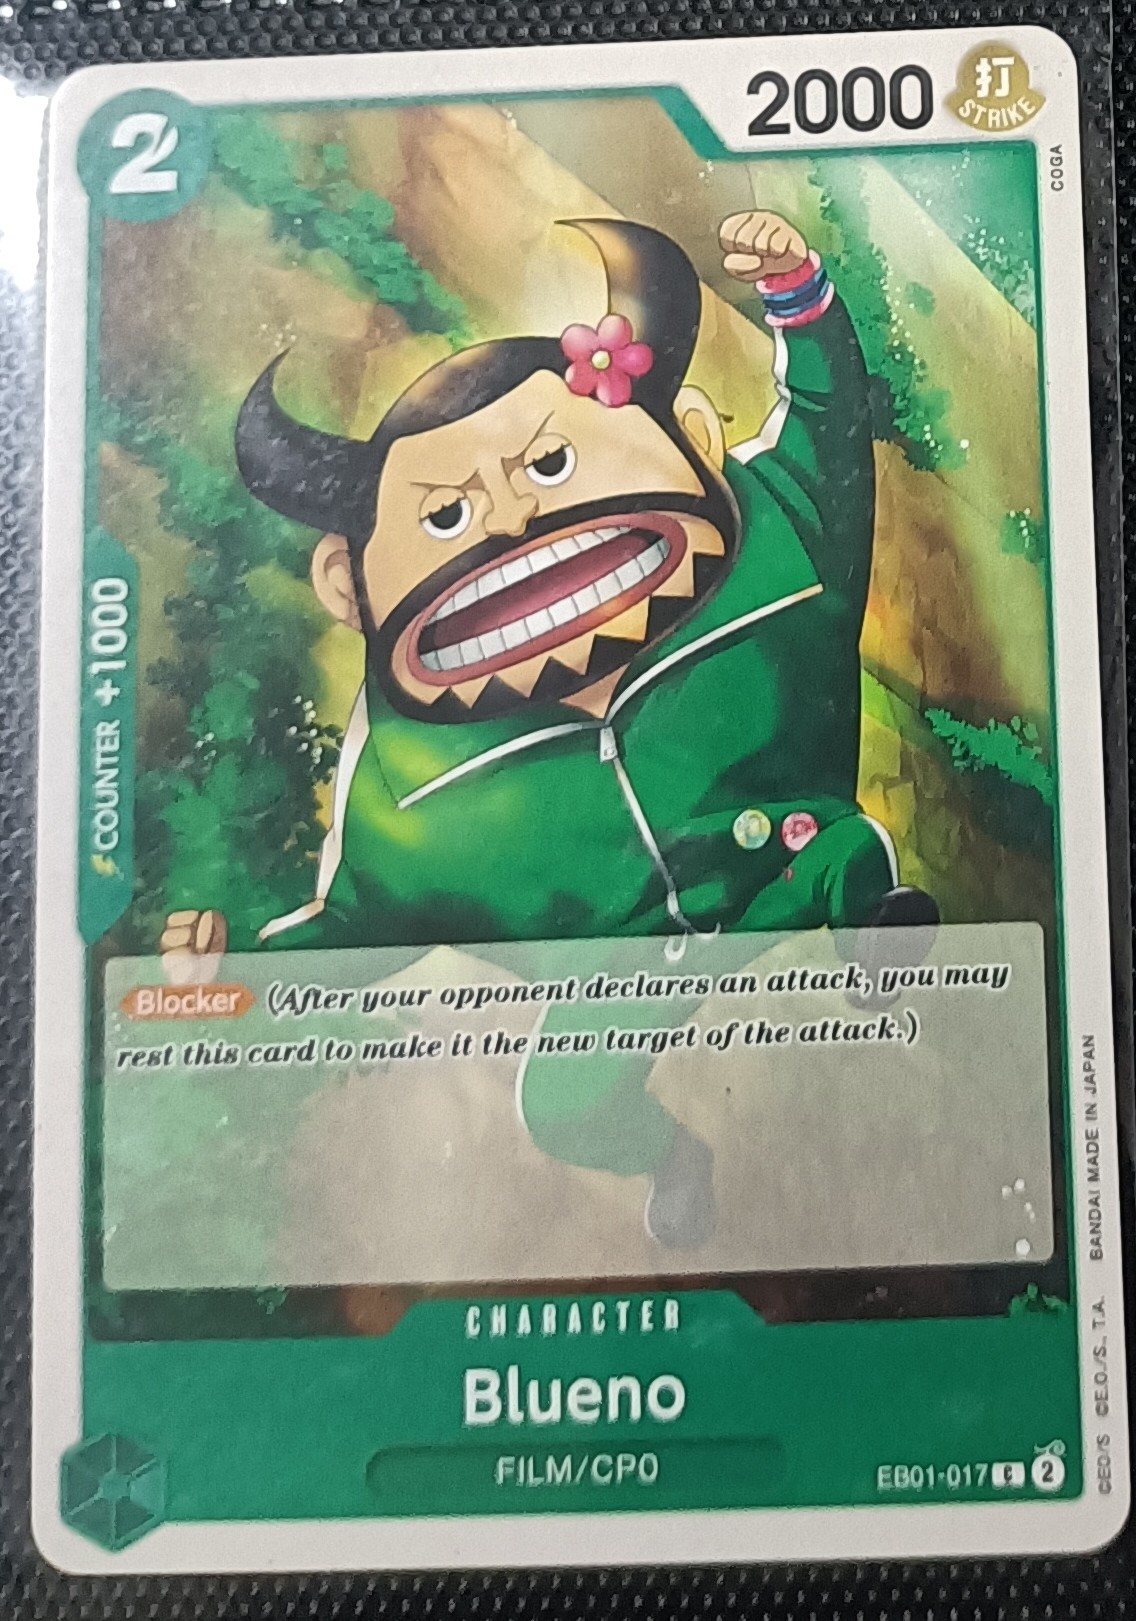 2
2000
打
STRIKE
COGA
COUNTER +1000
Blocker (After your opponent declares an attack, you may
rest this card to make it the new target of the attack.)
CHARACTER
Blueno
FILM/CP0
EB01-017 C 2
©EO/S ©E.O./S., T.A. BANDAI MADE IN JAPAN